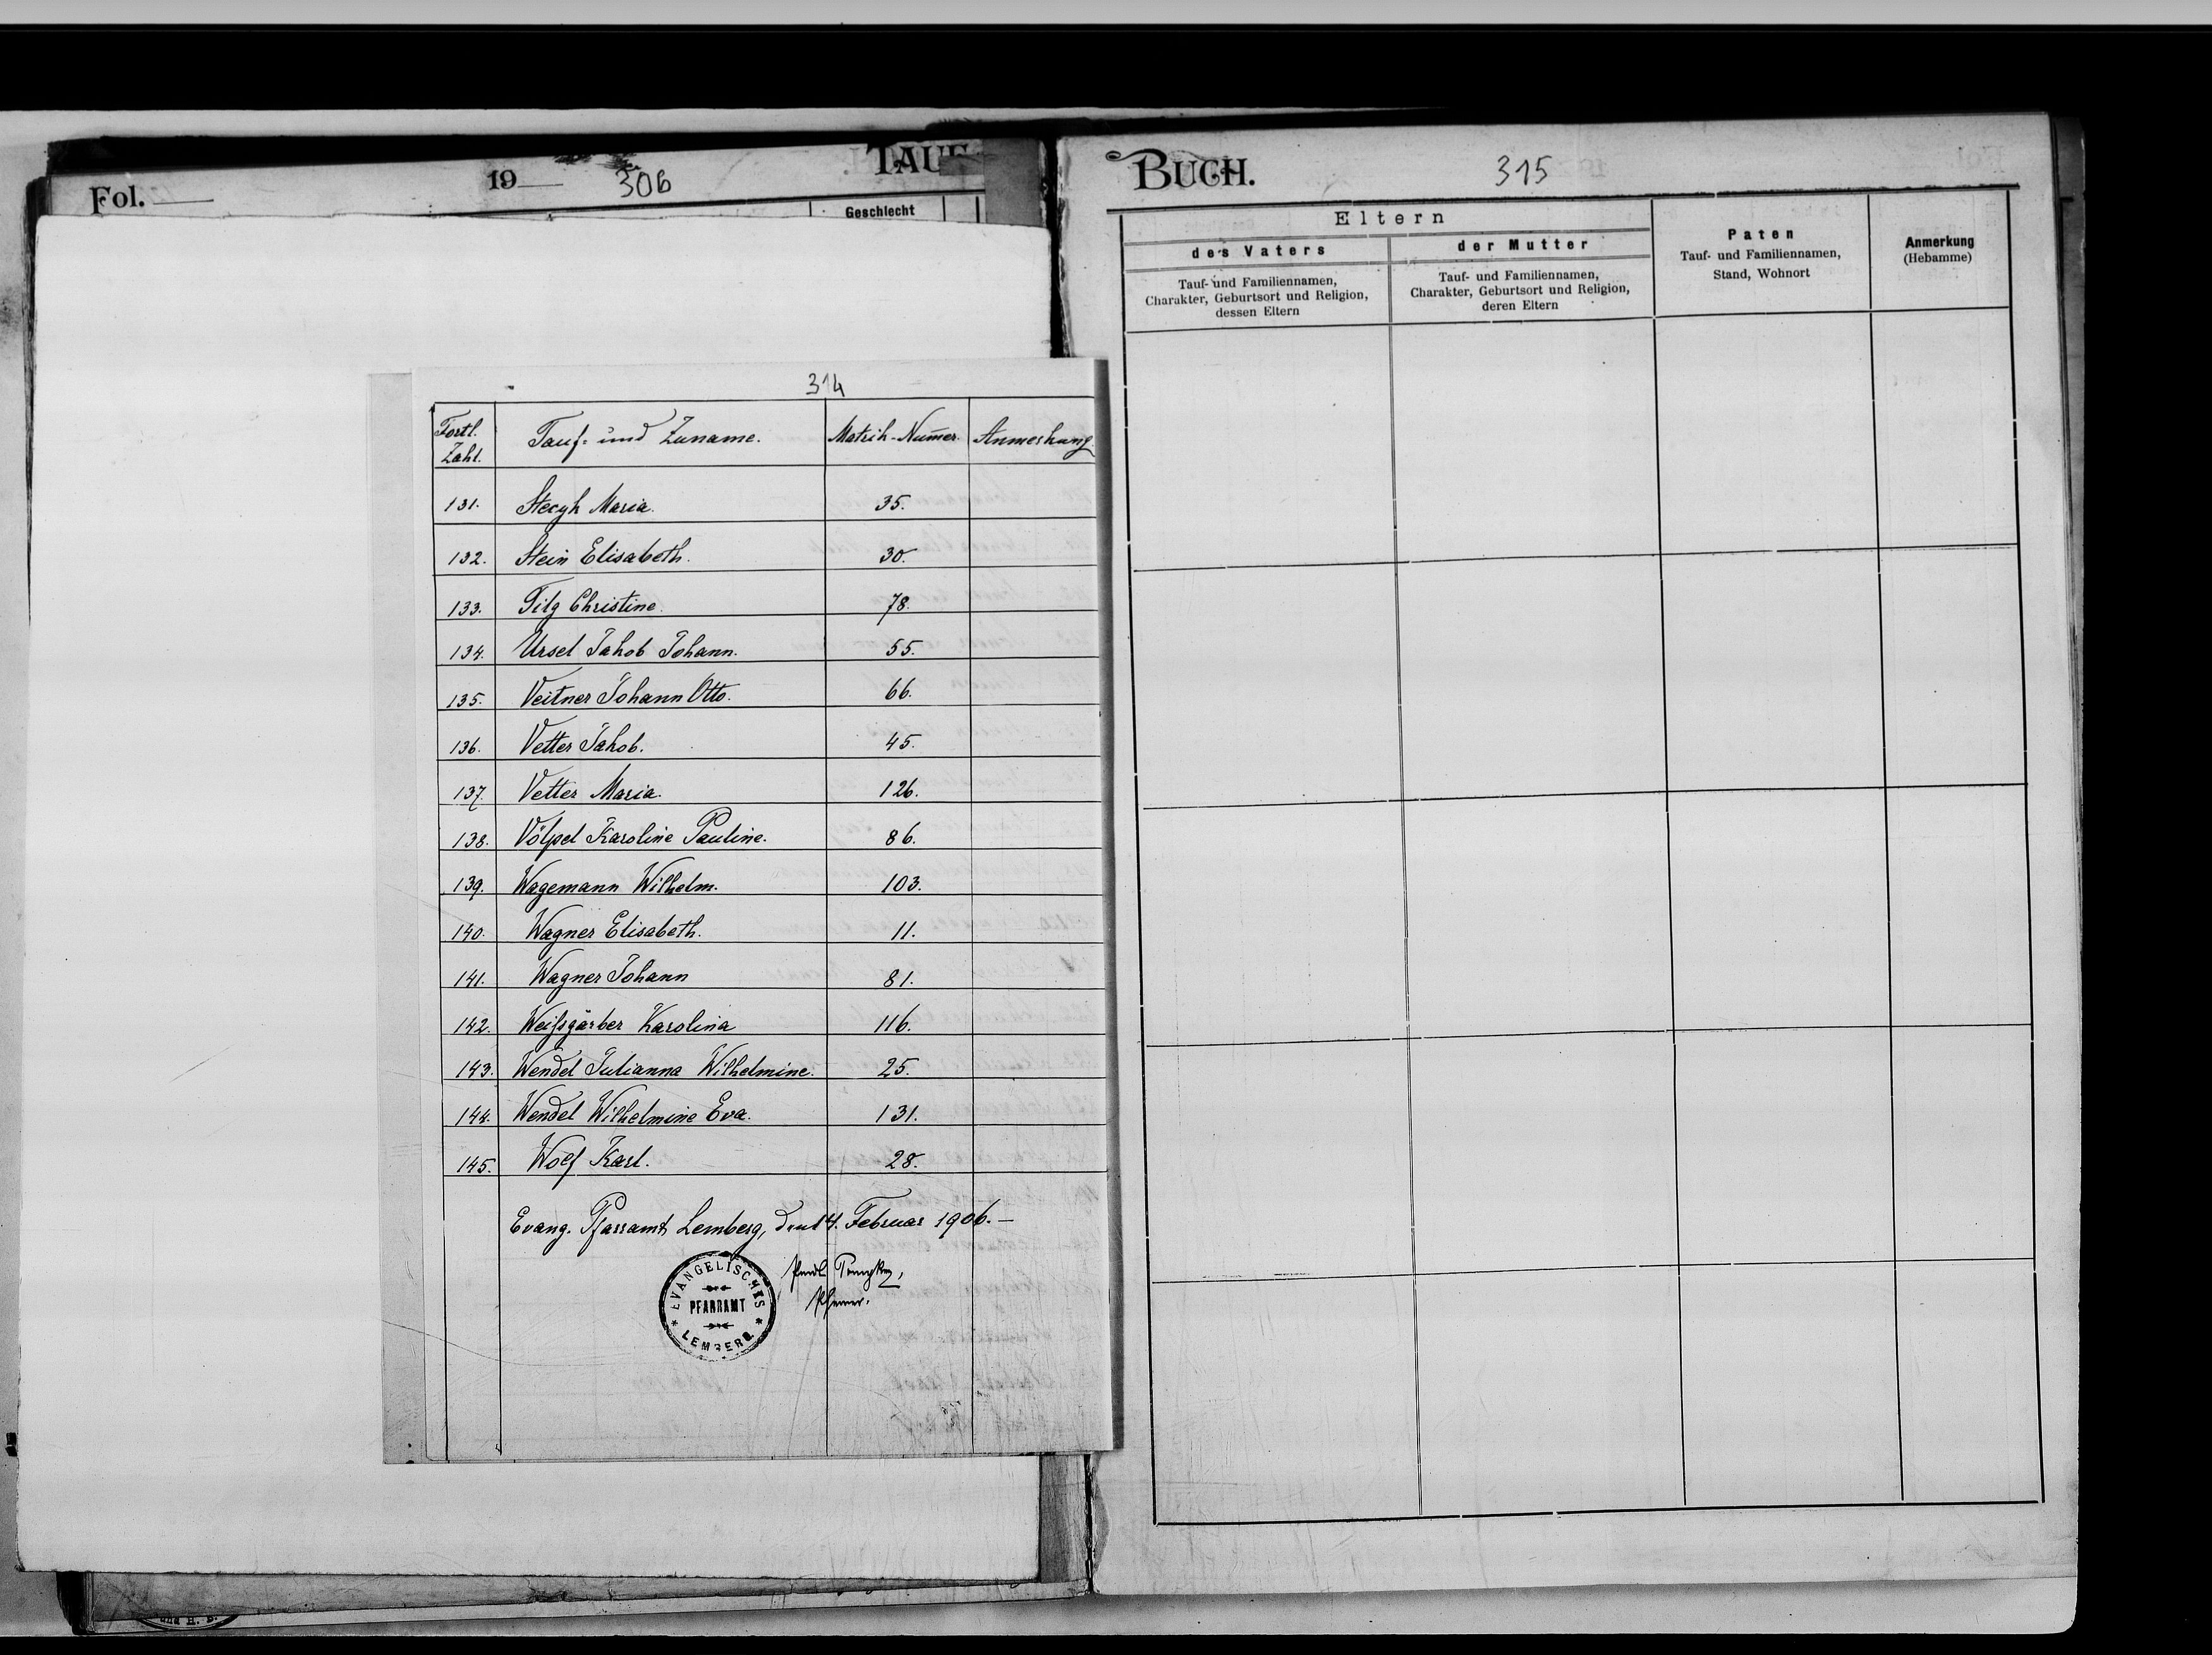 Fol.
19
306
TAUF
Geschlecht
314
Fortl. Zahl. Tauf- und Zuname. Matrik-Num̄er. Anmerkung.
131. Stecyk Maria. 35.
132. Stein Elisabeth. 30.
133. Tilg Christine. 78.
134. Ursel Jakob Johann. 55.
135. Veitner Johann Otto. 66.
136. Vetter Jakob. 45.
137. Vetter Maria. 126.
138. Völpel Karoline Pauline. 86.
139. Wagemann Wilhelm. 103.
140. Wagner Elisabeth. 11.
141. Wagner Johann 81.
142. Weißgärber Karolina 116.
143. Wendel Julianna Wilhelmine. 25.
144. Wendel Wilhelmine Eva. 131.
145. Wolf Karl. 28.
Evang. Pfarramt Lemberg, den 14. Februar 1906.—
EVANGELISCHES
PFARRAMT
LEMBERG
und H. B.
BUCH.
315
Eltern
des Vaters
Tauf- und Familiennamen,
Charakter, Geburtsort und Religion,
dessen Eltern
der Mutter
Tauf- und Familiennamen,
Charakter, Geburtsort und Religion,
deren Eltern
Paten
Tauf- und Familiennamen,
Stand, Wohnort
Anmerkung
(Hebamme)